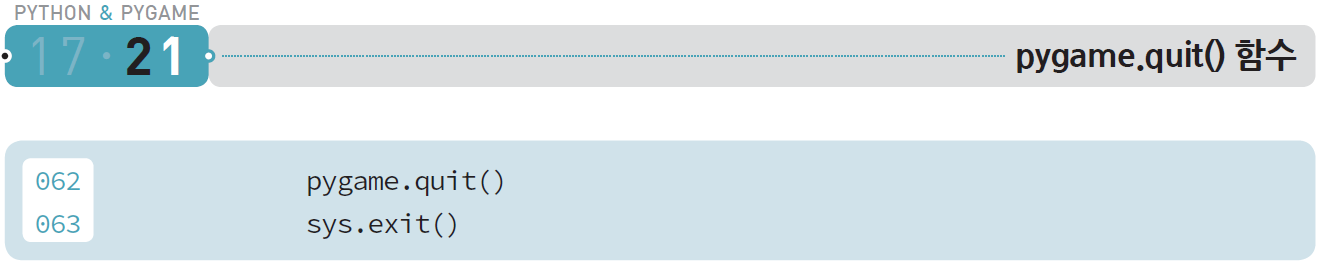 PYTHON & PYGAME
17·21 pygame.quit() 함수
062 pygame.quit()
063 sys.exit()